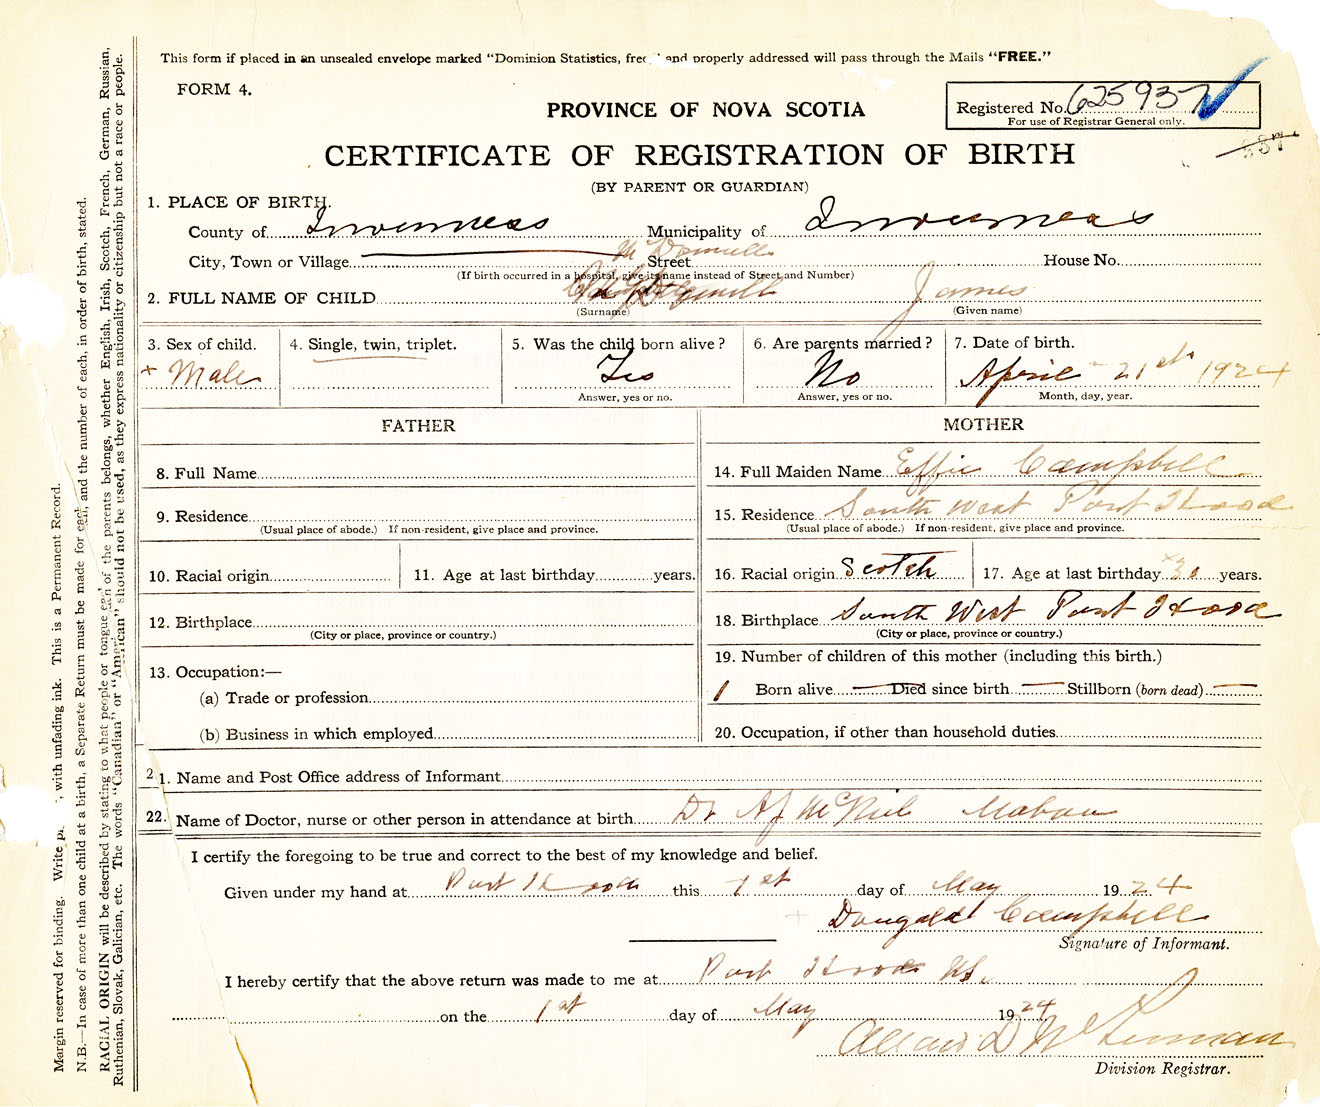 This form if placed in an unsealed envelope marked "Dominion Statistics, free" and properly addressed will pass through the Mails "FREE."
FORM 4.
Registered No. 625937
For use of Registrar General only.
PROVINCE OF NOVA SCOTIA
CERTIFICATE OF REGISTRATION OF BIRTH
(BY PARENT OR GUARDIAN)
1. PLACE OF BIRTH.
County of Inverness Municipality of Inverness
City, Town or Village Street House No.
(If birth occurred in a hospital, give its name instead of Street and Number)
2. FULL NAME OF CHILD James
(Surname) (Given name)
3. Sex of child. 4. Single, twin, triplet. 5. Was the child born alive? 6. Are parents married? 7. Date of birth.
+ Male Yes No April 21st 1924
Answer, yes or no. Answer, yes or no. Month, day, year.
FATHER
8. Full Name
9. Residence
(Usual place of abode.) If non-resident, give place and province.
10. Racial origin 11. Age at last birthday years.
12. Birthplace
(City or place, province or country.)
13. Occupation:—
(a) Trade or profession
(b) Business in which employed
MOTHER
14. Full Maiden Name Effie Campbell
15. Residence South West Port Hood
(Usual place of abode.) If non-resident, give place and province.
16. Racial origin Scotch 17. Age at last birthday 30 years.
18. Birthplace South West Port Hood
(City or place, province or country.)
19. Number of children of this mother (including this birth.)
1 Born alive — Died since birth — Stillborn (born dead) —
20. Occupation, if other than household duties
21. Name and Post Office address of Informant
22. Name of Doctor, nurse or other person in attendance at birth Dr A J McNeil Mabou
I certify the foregoing to be true and correct to the best of my knowledge and belief.
Given under my hand at Port Hood this 1st day of May 1924
Dougald Campbell
Signature of Informant.
I hereby certify that the above return was made to me at Port Hood NS.
on the 1st day of May 1924
D
Division Registrar.
Margin reserved for binding. Write with unfading ink. This is a Permanent Record.
N.B.—In case of more than one child at a birth, a Separate Return must be made for each, and the number of each, in order of birth, stated.
RACIAL ORIGIN will be described by stating to what people or tongue each of the parents belongs, whether English, Irish, Scotch, French, German, Russian,
Ruthenian, Slovak, Galician, etc. The words "Canadian" or "American" should not be used, as they express nationality or citizenship but not a race or people.